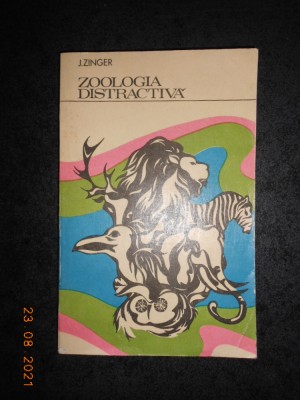 J. ZINGER
ZOOLOGIA
DISTRACTIVĂ
23 08 2021